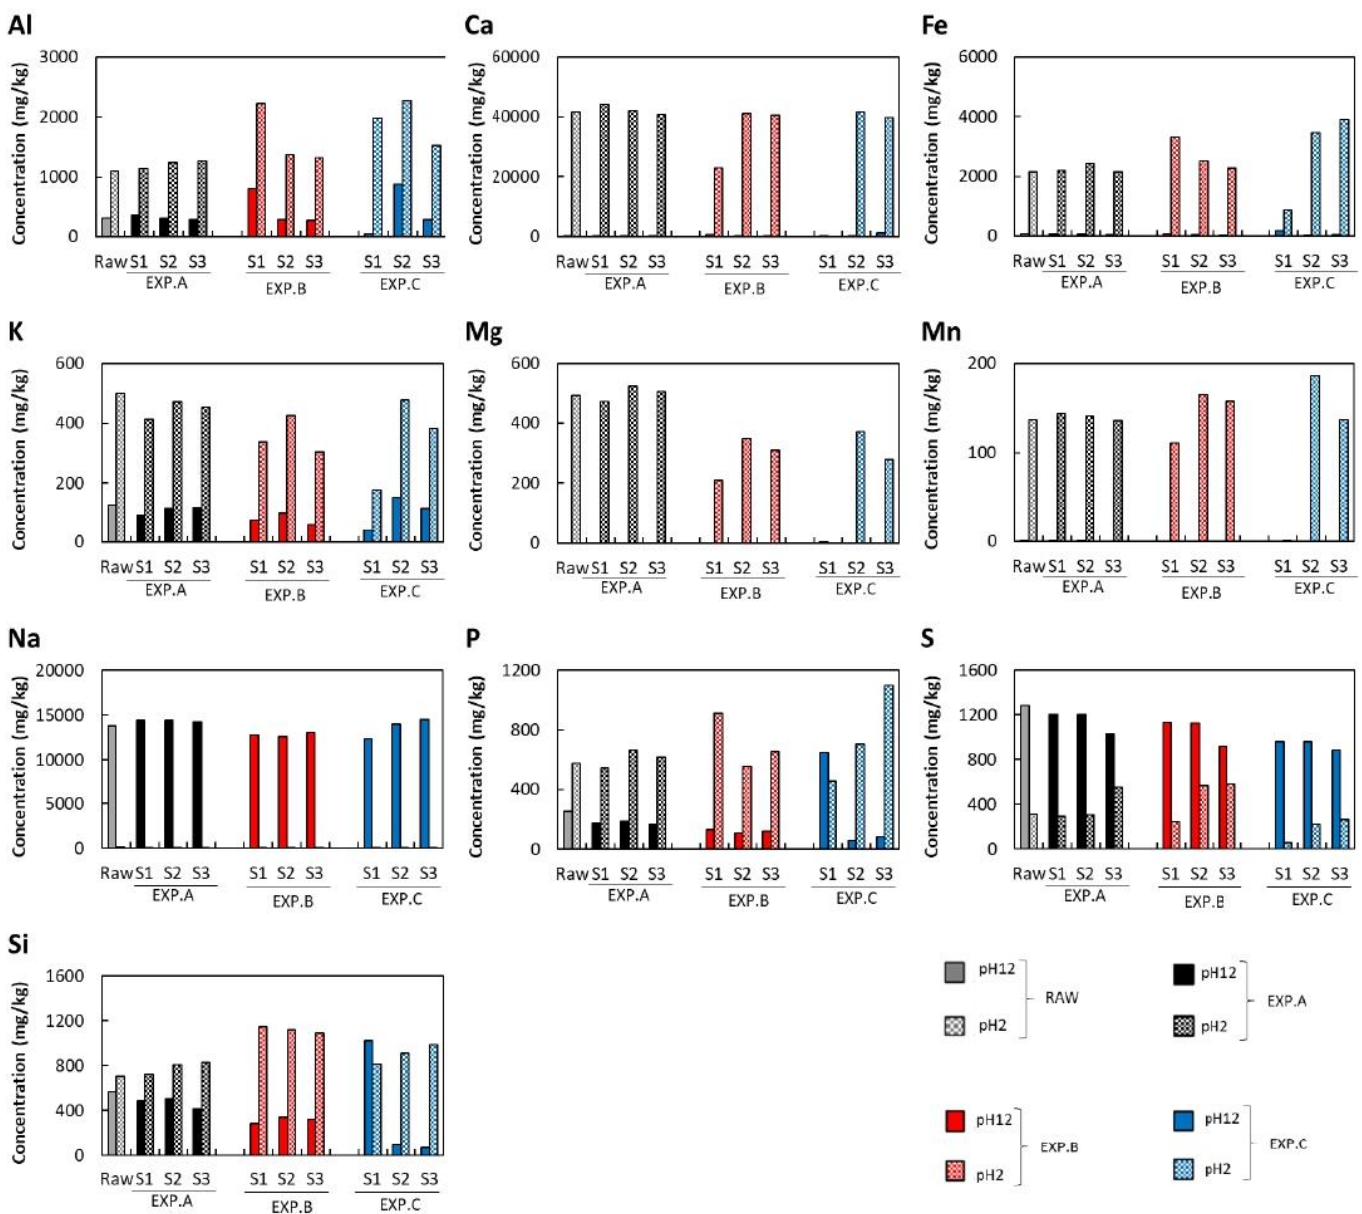 Al
Concentration (mg/kg)
3000
2000
1000
0
Raw S1 S2 S3 S1 S2 S3 S1 S2 S3
EXP.A EXP.B EXP.C
Ca
Concentration (mg/kg)
60000
40000
20000
0
Raw S1 S2 S3 S1 S2 S3 S1 S2 S3
EXP.A EXP.B EXP.C
Fe
Concentration (mg/kg)
6000
4000
2000
0
Raw S1 S2 S3 S1 S2 S3 S1 S2 S3
EXP.A EXP.B EXP.C
K
Concentration (mg/kg)
600
400
200
0
Raw S1 S2 S3 S1 S2 S3 S1 S2 S3
EXP.A EXP.B EXP.C
Mg
Concentration (mg/kg)
600
400
200
0
Raw S1 S2 S3 S1 S2 S3 S1 S2 S3
EXP.A EXP.B EXP.C
Mn
Concentration (mg/kg)
200
100
0
Raw S1 S2 S3 S1 S2 S3 S1 S2 S3
EXP.A EXP.B EXP.C
Na
Concentration (mg/kg)
20000
15000
10000
5000
0
Raw S1 S2 S3 S1 S2 S3 S1 S2 S3
EXP.A EXP.B EXP.C
P
Concentration (mg/kg)
1200
800
400
0
Raw S1 S2 S3 S1 S2 S3 S1 S2 S3
EXP.A EXP.B EXP.C
S
Concentration (mg/kg)
1600
1200
800
400
0
Raw S1 S2 S3 S1 S2 S3 S1 S2 S3
EXP.A EXP.B EXP.C
Si
Concentration (mg/kg)
1600
1200
800
400
0
Raw S1 S2 S3 S1 S2 S3 S1 S2 S3
EXP.A EXP.B EXP.C
pH12
pH2
RAW
pH12
pH2
EXP.A
pH12
pH2
EXP.B
pH12
pH2
EXP.C